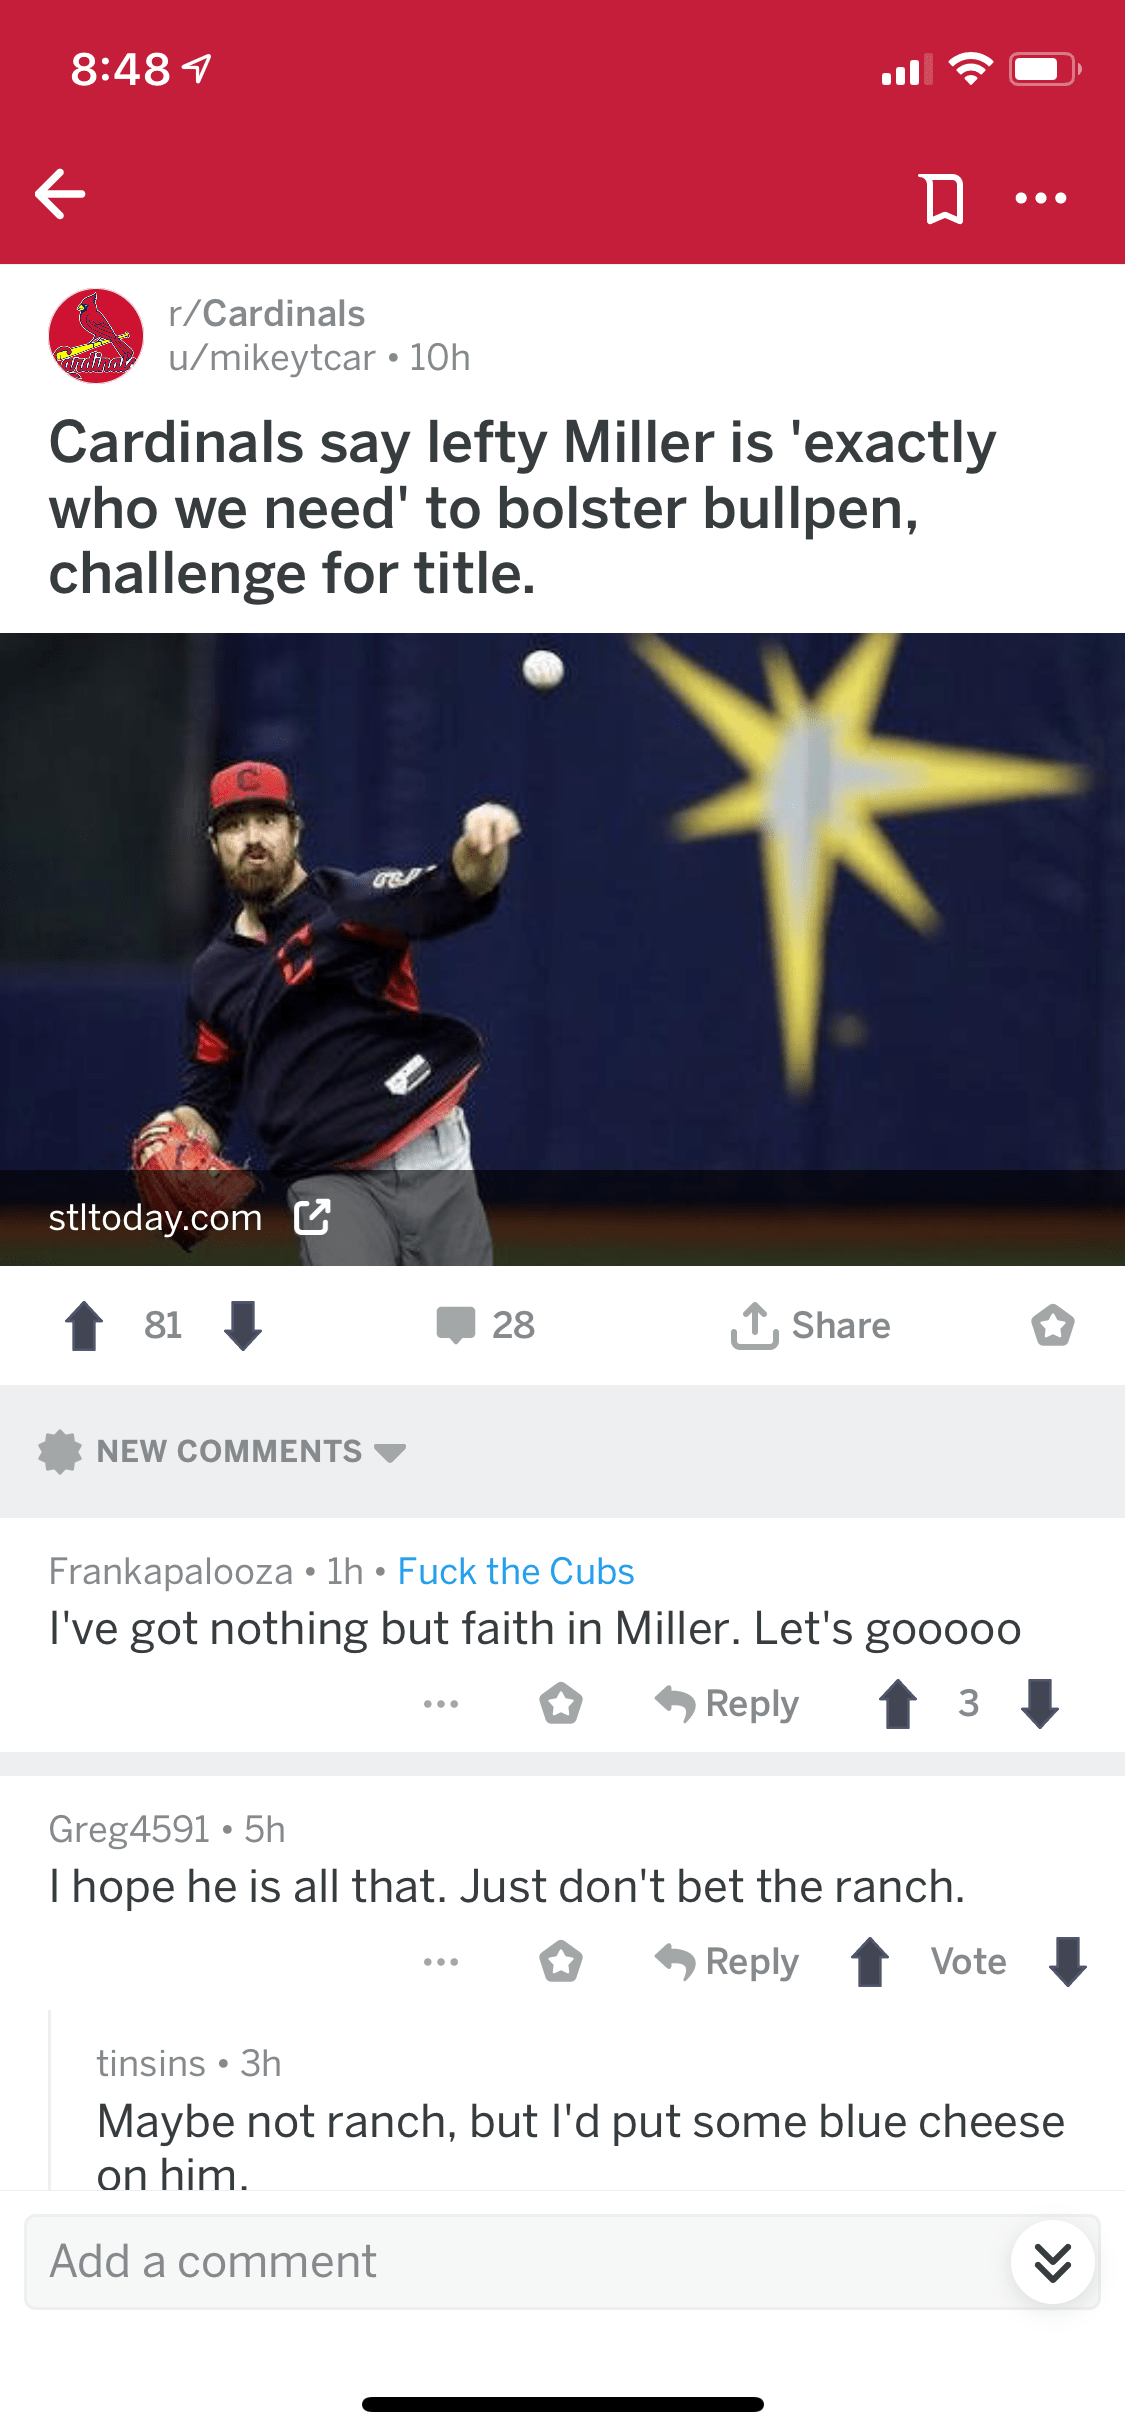 8:48
r/Cardinals
u/mikeytcar • 10h
Cardinals say lefty Miller is 'exactly
who we need' to bolster bullpen,
challenge for title.
C
C
stltoday.com
81
28
Share
NEW COMMENTS
Frankapalooza • 1h • Fuck the Cubs
I've got nothing but faith in Miller. Let's gooooo
... Reply 3
Greg4591 • 5h
I hope he is all that. Just don't bet the ranch.
... Reply Vote
tinsins • 3h
Maybe not ranch, but I'd put some blue cheese
on him.
Add a comment